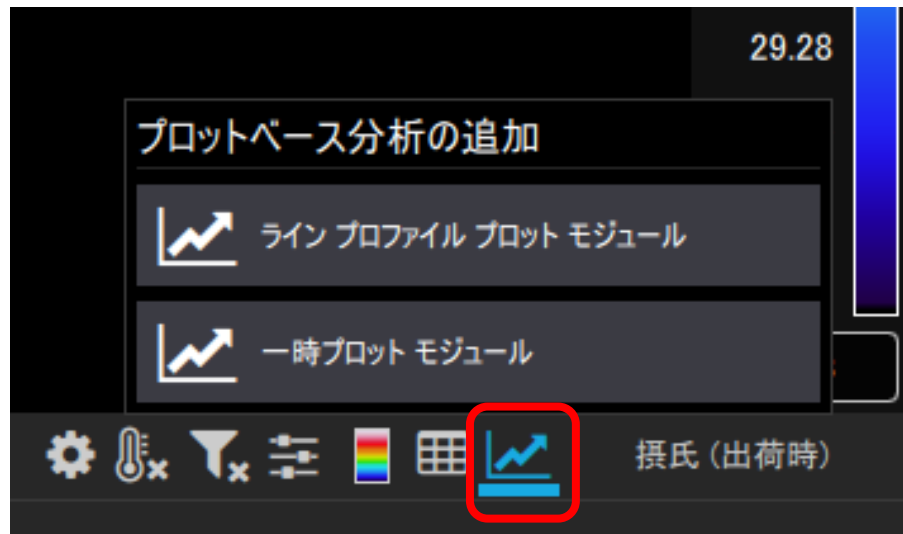 29.28
プロットベース分析の追加
ライン プロファイル プロット モジュール
一時プロット モジュール
摂氏 (出荷時)